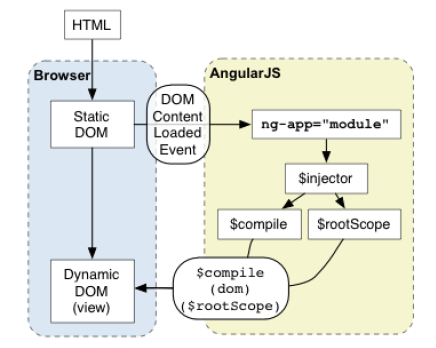 HTML
Browser
AngularJS
Static
DOM
DOM
Content
Loaded
Event
ng-app="module"
$injector
$compile
$rootScope
Dynamic
DOM
(view)
$compile
(dom)
($rootScope)